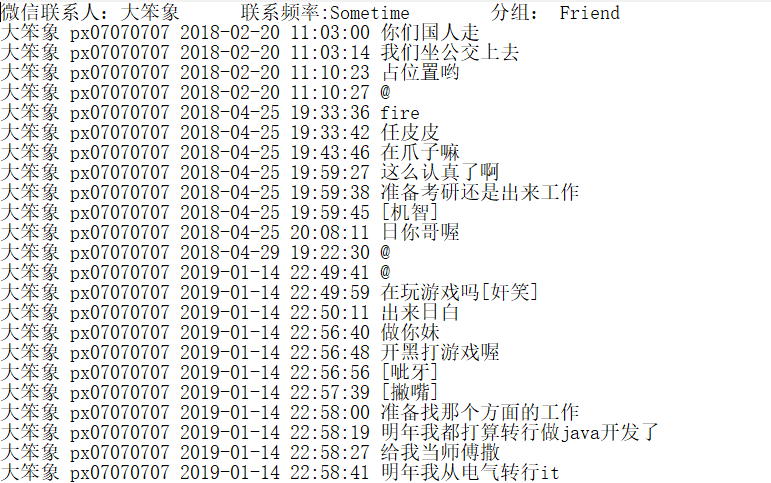 微信联系人：大笨象 联系频率:Sometime 分组： Friend
大笨象 px07070707 2018-02-20 11:03:00 你们国人走
大笨象 px07070707 2018-02-20 11:03:14 我们坐公交上去
大笨象 px07070707 2018-02-20 11:10:23 占位置哟
大笨象 px07070707 2018-02-20 11:10:27 @
大笨象 px07070707 2018-04-25 19:33:36 fire
大笨象 px07070707 2018-04-25 19:33:42 任皮皮
大笨象 px07070707 2018-04-25 19:43:46 在爪子嘛
大笨象 px07070707 2018-04-25 19:59:27 这么认真了啊
大笨象 px07070707 2018-04-25 19:59:38 准备考研还是出来工作
大笨象 px07070707 2018-04-25 19:59:45 [机智]
大笨象 px07070707 2018-04-25 20:08:11 日你哥喔
大笨象 px07070707 2018-04-29 19:22:30 @
大笨象 px07070707 2019-01-14 22:49:41 @
大笨象 px07070707 2019-01-14 22:49:59 在玩游戏吗[奸笑]
大笨象 px07070707 2019-01-14 22:50:11 出来日白
大笨象 px07070707 2019-01-14 22:56:40 做你妹
大笨象 px07070707 2019-01-14 22:56:48 开黑打游戏喔
大笨象 px07070707 2019-01-14 22:56:56 [呲牙]
大笨象 px07070707 2019-01-14 22:57:39 [撇嘴]
大笨象 px07070707 2019-01-14 22:58:00 准备找那个方面的工作
大笨象 px07070707 2019-01-14 22:58:19 明年我都打算转行做java开发了
大笨象 px07070707 2019-01-14 22:58:27 给我当师傅撒
大笨象 px07070707 2019-01-14 22:58:41 明年我从电气转行it